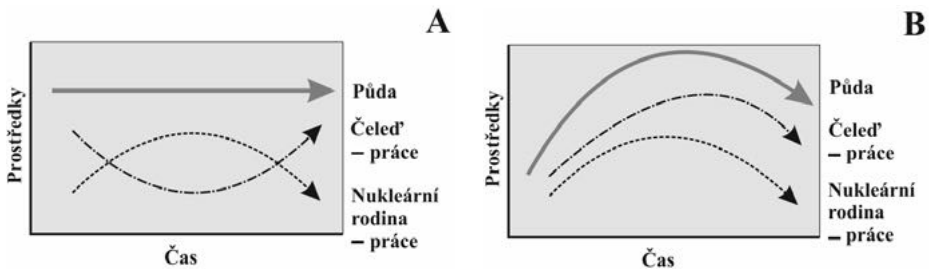 A
Prostředky
Půda
Čeleď
– práce
Nukleární
rodina
– práce
Čas
B
Prostředky
Půda
Čeleď
– práce
Nukleární
rodina
– práce
Čas